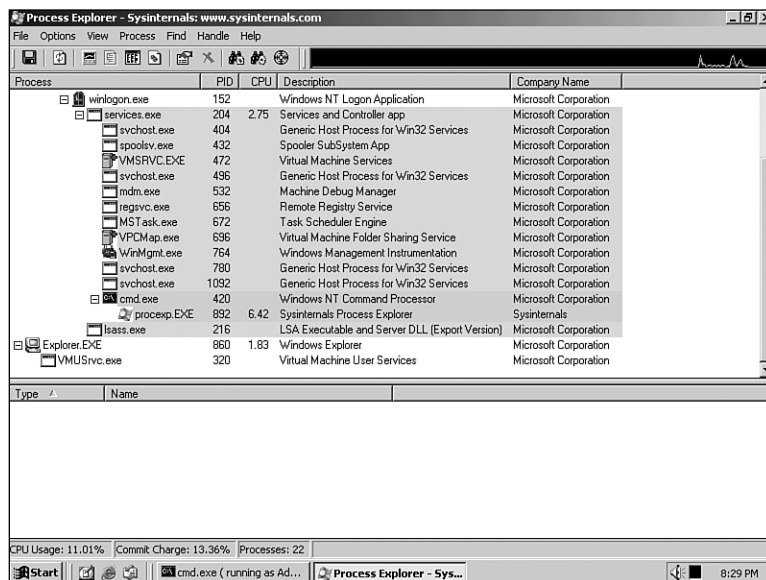 Process Explorer - Sysinternals: www.sysinternals.com
File Options View Process Find Handle Help
Process PID CPU Description Company Name
winlogon.exe 152 Windows NT Logon Application Microsoft Corporation
services.exe 204 2.75 Services and Controller app Microsoft Corporation
svchost.exe 404 Generic Host Process for Win32 Services Microsoft Corporation
spoolsv.exe 432 Spooler SubSystem App Microsoft Corporation
VMSRVC.EXE 472 Virtual Machine Services Microsoft Corporation
svchost.exe 496 Generic Host Process for Win32 Services Microsoft Corporation
mdm.exe 532 Machine Debug Manager Microsoft Corporation
regsvc.exe 656 Remote Registry Service Microsoft Corporation
MSTask.exe 672 Task Scheduler Engine Microsoft Corporation
VPCMap.exe 696 Virtual Machine Folder Sharing Service Microsoft Corporation
WinMgmt.exe 764 Windows Management Instrumentation Microsoft Corporation
svchost.exe 780 Generic Host Process for Win32 Services Microsoft Corporation
svchost.exe 1092 Generic Host Process for Win32 Services Microsoft Corporation
cmd.exe 420 Windows NT Command Processor Microsoft Corporation
procexp.EXE 892 6.42 Sysinternals Process Explorer Sysinternals
lsass.exe 216 LSA Executable and Server DLL (Export Version) Microsoft Corporation
Explorer.EXE 860 1.83 Windows Explorer Microsoft Corporation
VMUSrvc.exe 320 Virtual Machine User Services Microsoft Corporation
Type Name
CPU Usage: 11.01% Commit Charge: 13.36% Processes: 22
Start cmd.exe ( running as Ad... Process Explorer - Sys... 8:29 PM